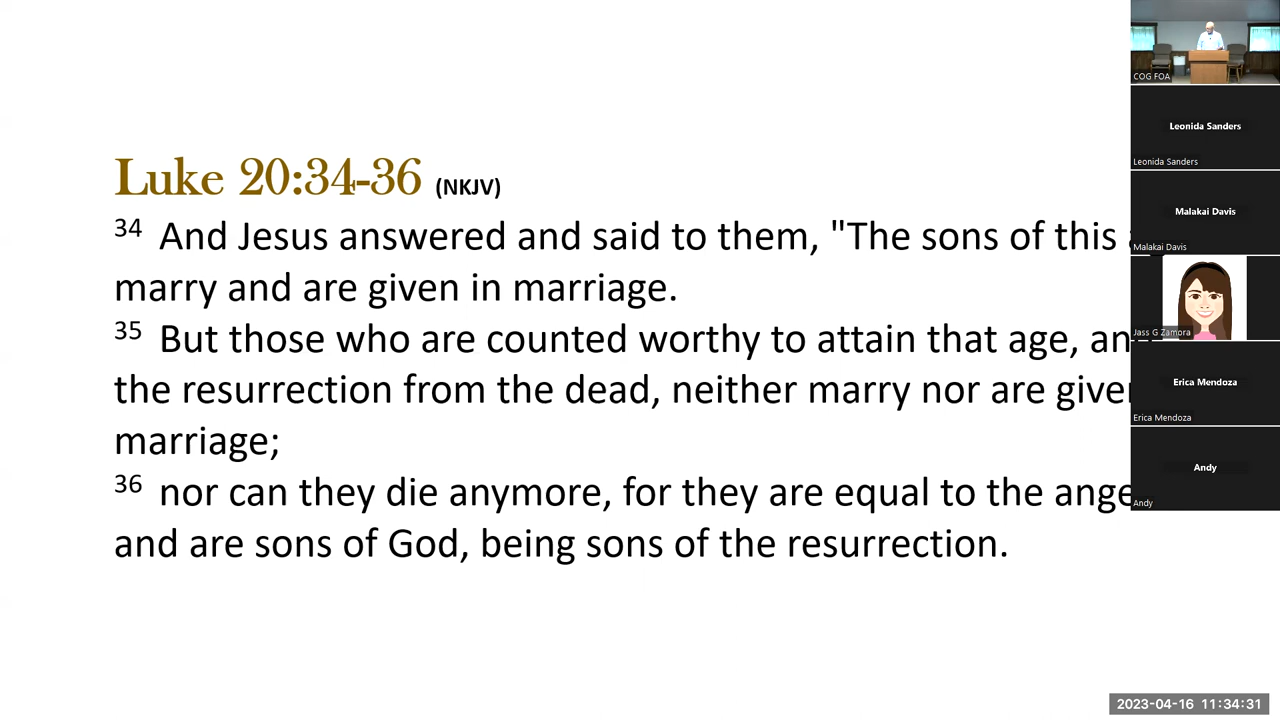 Luke 20:34-36 (NKJV)
34 And Jesus answered and said to them, "The sons of this
marry and are given in marriage.
35 But those who are counted worthy to attain that age,
the resurrection from the dead, neither marry nor are
marriage;
36 nor can they die anymore, for they are equal to the
and are sons of God, being sons of the resurrection.
COG FOA
Leonida Sanders
Leonida Sanders
Malakai Davis
Malakai Davis
Jass G Zamora
Erica Mendoza
Erica Mendoza
Andy
Andy
2023-04-16 11:34:31